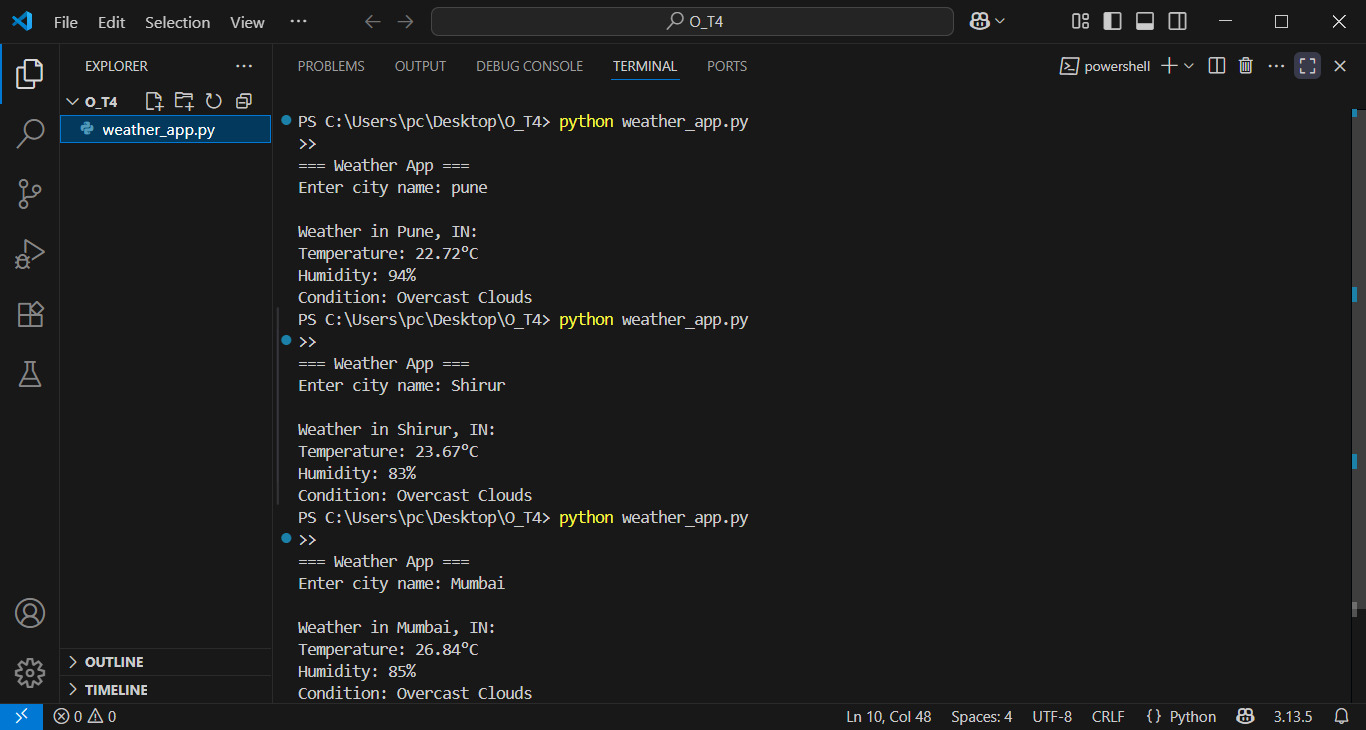 File Edit Selection View ··· O_T4
EXPLORER ···
PROBLEMS OUTPUT DEBUG CONSOLE TERMINAL PORTS
powershell
O_T4
weather_app.py
PS C:\Users\pc\Desktop\O_T4> python weather_app.py
>>
=== Weather App ===
Enter city name: pune
Weather in Pune, IN:
Temperature: 22.72°C
Humidity: 94%
Condition: Overcast Clouds
PS C:\Users\pc\Desktop\O_T4> python weather_app.py
>>
=== Weather App ===
Enter city name: Shirur
Weather in Shirur, IN:
Temperature: 23.67°C
Humidity: 83%
Condition: Overcast Clouds
PS C:\Users\pc\Desktop\O_T4> python weather_app.py
>>
=== Weather App ===
Enter city name: Mumbai
Weather in Mumbai, IN:
Temperature: 26.84°C
Humidity: 85%
Condition: Overcast Clouds
OUTLINE
TIMELINE
0 0 Ln 10, Col 48 Spaces: 4 UTF-8 CRLF {} Python 3.13.5